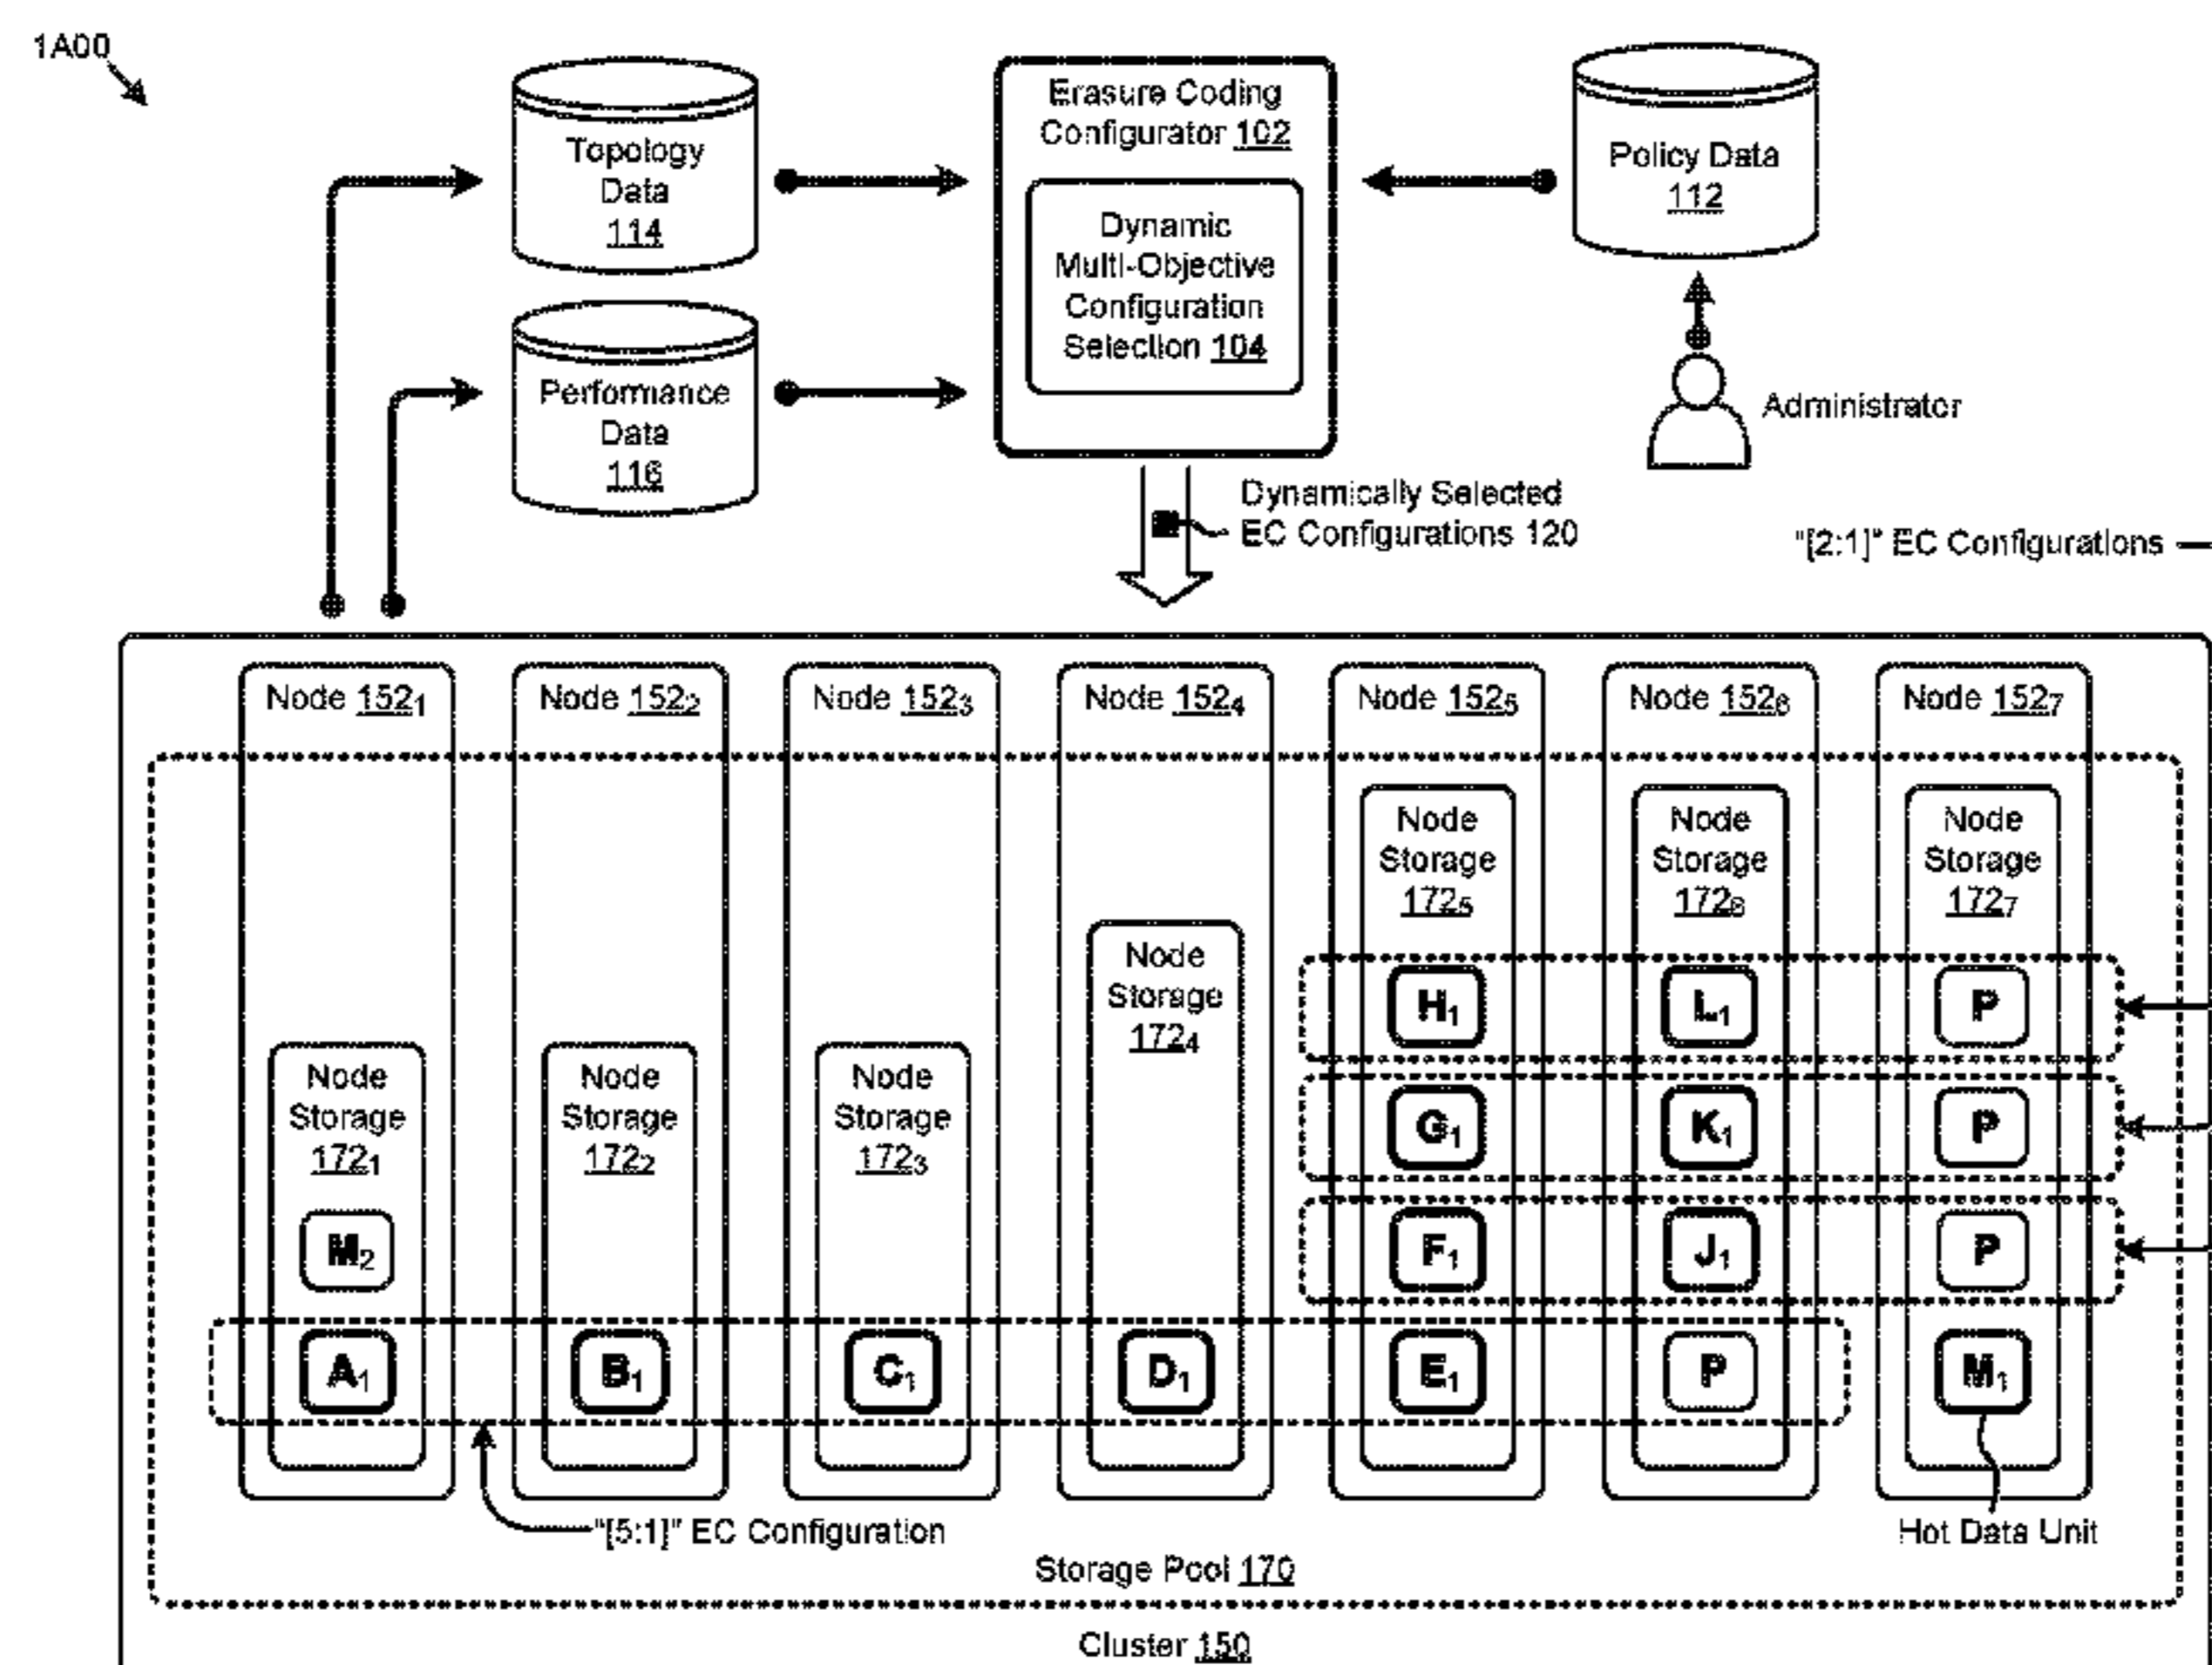 1A00
Topology
Data
114
Performance
Data
116
Erasure Coding
Configurator 102
Dynamic
Multi-Objective
Configuration
Selection 104
Policy Data
112
Administrator
Dynamically Selected
EC Configurations 120
"[2:1]" EC Configurations
Node 152₁
Node 152₂
Node 152₃
Node 152₄
Node 152₅
Node 152₆
Node 152₇
Node
Storage
172₁
M₂
A₁
Node
Storage
172₂
B₁
Node
Storage
172₃
C₁
Node
Storage
172₄
D₁
Node
Storage
172₅
H₁
G₁
F₁
E₁
Node
Storage
172₆
L₁
K₁
J₁
P
Node
Storage
172₇
P
P
P
M₁
"[5:1]" EC Configuration
Hot Data Unit
Storage Pool 170
Cluster 150